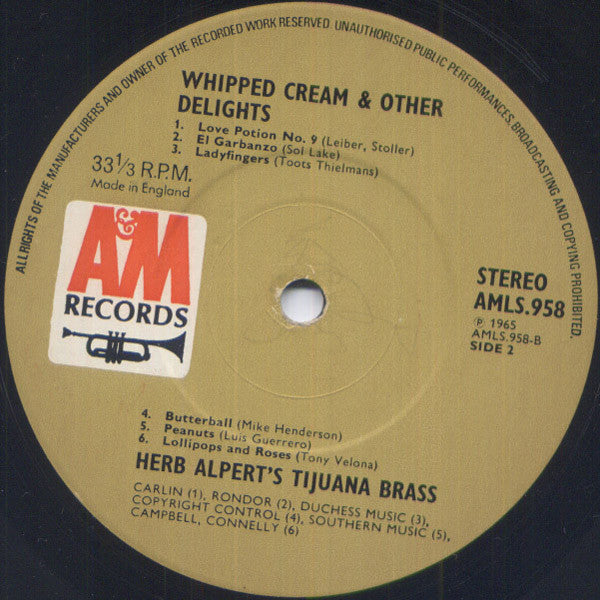 ALL RIGHTS OF THE MANUFACTURERS AND OWNER OF THE RECORDED WORK RESERVED. UNAUTHORISED PUBLIC PERFORMANCES, BROADCASTING AND COPYING PROHIBITED.
WHIPPED CREAM & OTHER
DELIGHTS
1. Love Potion No. 9 (Leiber, Stoller)
2. El Garbanzo (Sol Lake)
3. Ladyfingers (Toots Thielmans)
33⅓ R.P.M.
Made in England
A&M
RECORDS
STEREO
AMLS.958
℗ 1965
AMLS.958-B
SIDE 2
4. Butterball (Mike Henderson)
5. Peanuts (Luis Guerrero)
6. Lollipops and Roses (Tony Velona)
HERB ALPERT'S TIJUANA BRASS
CARLIN (1), RONDOR (2), DUCHESS MUSIC (3),
COPYRIGHT CONTROL (4), SOUTHERN MUSIC (5),
CAMPBELL, CONNELLY (6)